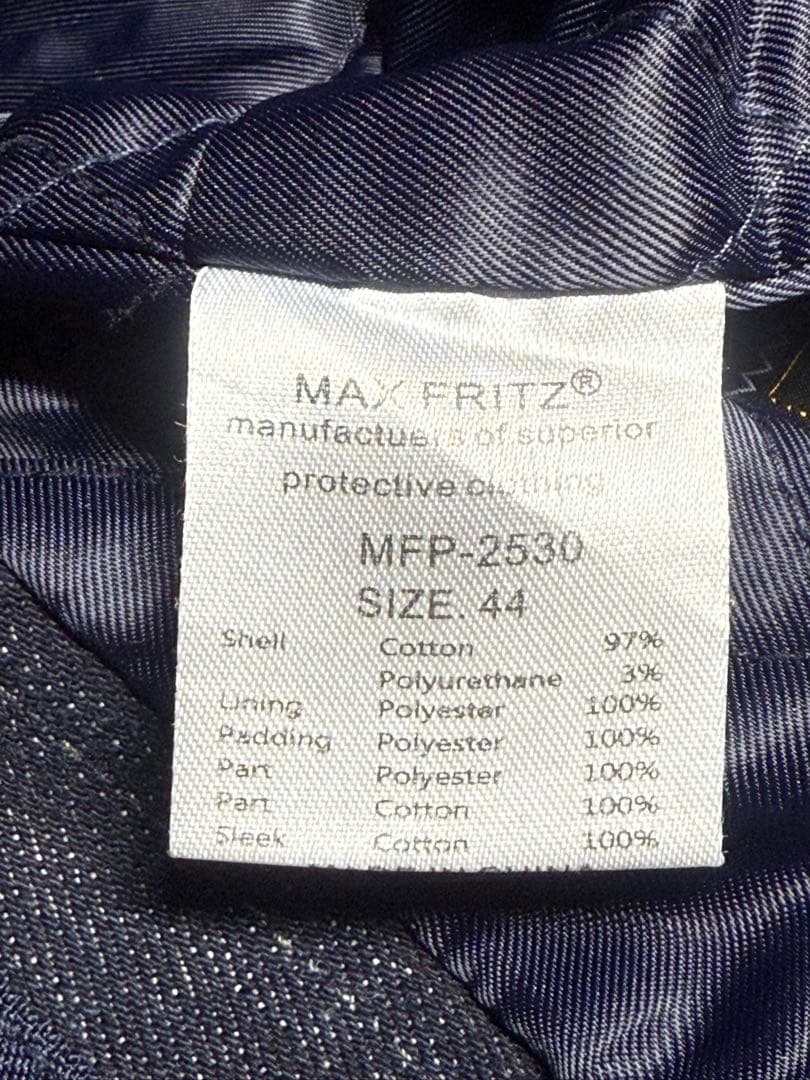 MAX FRITZ®
manufactuers of superior
protective clothing
MFP-2530
SIZE. 44
Shell Cotton 97%
Polyurethane 3%
Lining Polyester 100%
Padding Polyester 100%
Part Polyester 100%
Part Cotton 100%
Sleek Cotton 100%